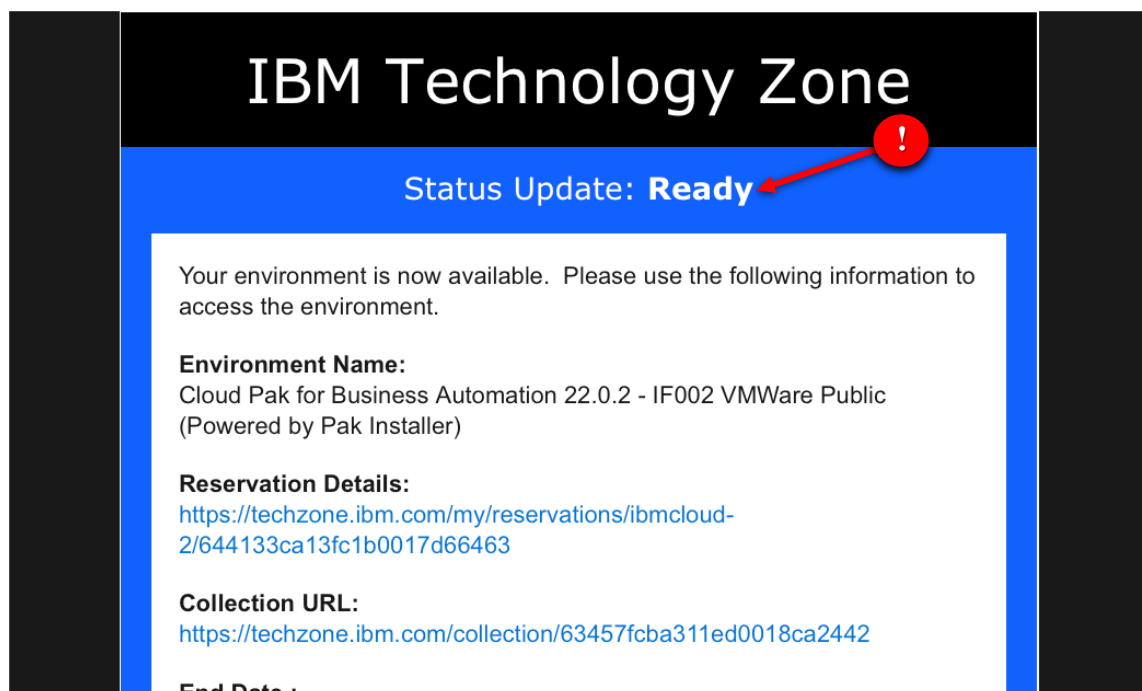 IBM Technology Zone
!
Status Update: Ready
Your environment is now available.  Please use the following information to
access the environment.
Environment Name:
Cloud Pak for Business Automation 22.0.2 - IF002 VMWare Public
(Powered by Pak Installer)
Reservation Details:
https://techzone.ibm.com/my/reservations/ibmcloud-
2/644133ca13fc1b0017d66463
Collection URL:
https://techzone.ibm.com/collection/63457fcba311ed0018ca2442
End Date :